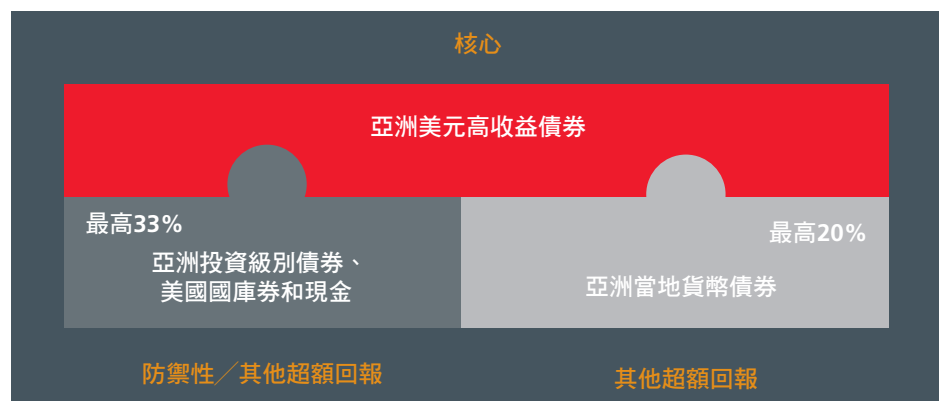 核心
亞洲美元高收益債券
最高33%
亞洲投資級別債券、
美國國庫券和現金
最高20%
亞洲當地貨幣債券
防禦性╱其他超額回報
其他超額回報